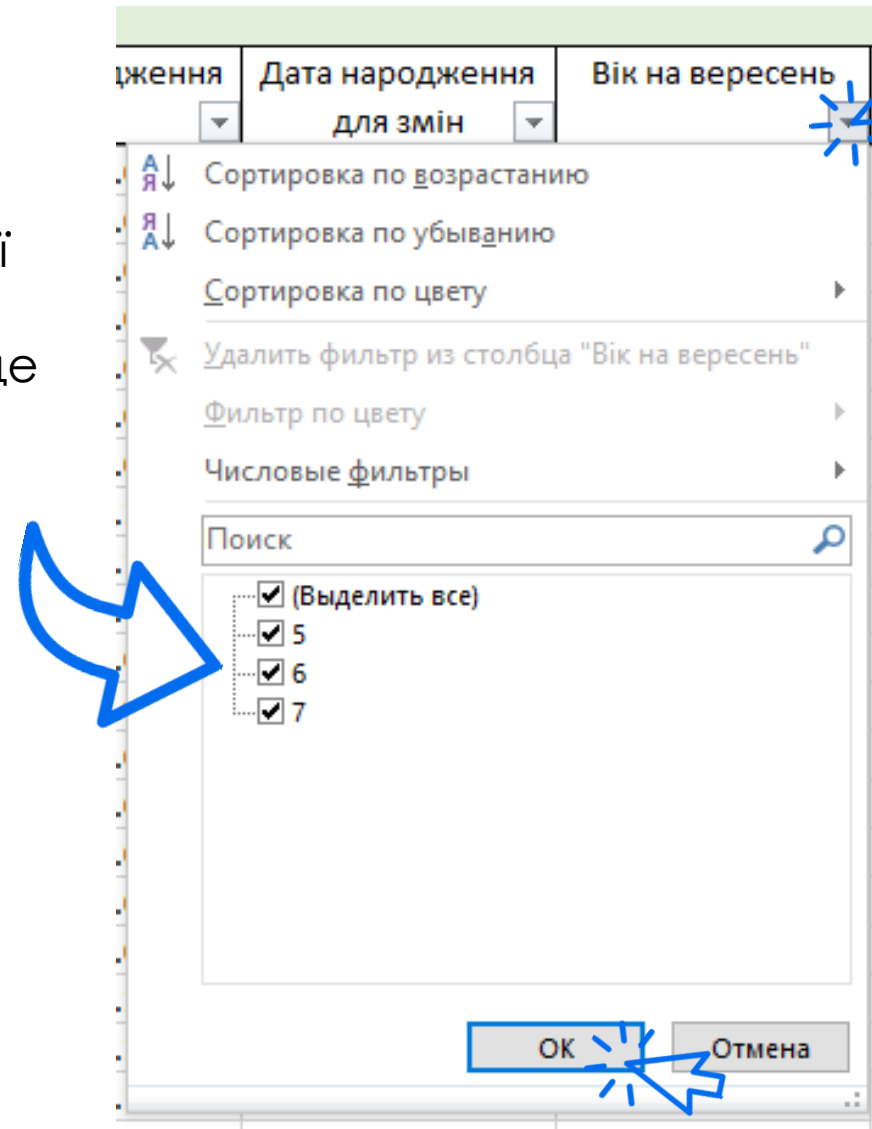 Дата народження
для змін
Вік на вересень
Сортировка по возрастанию
Сортировка по убыванию
Сортировка по цвету
Удалить фильтр из столбца "Вік на вересень"
Фильтр по цвету
Числовые фильтры
Поиск
(Выделить все)
5
6
7
ОК
Отмена